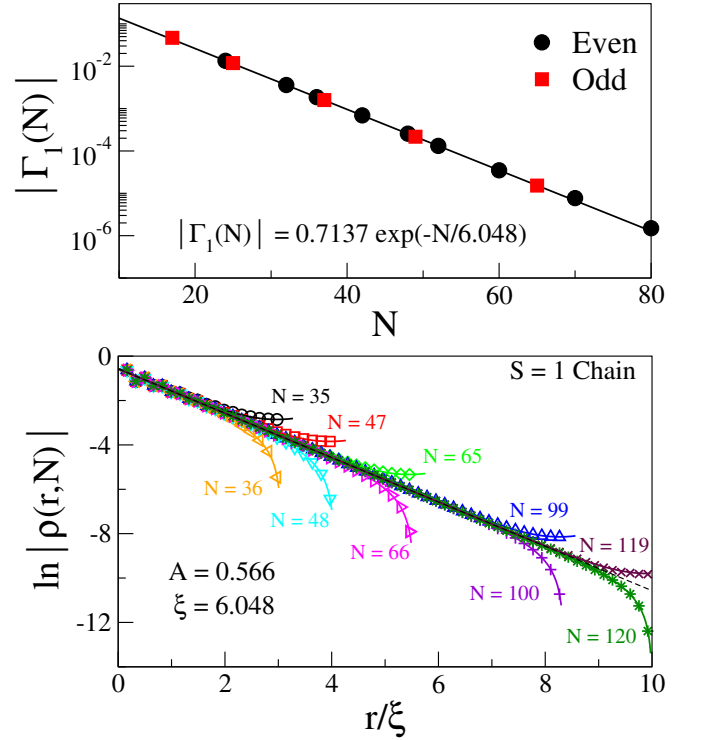 Even
Odd
10^-2
10^-4
10^-6
|Γ₁(N)|
|Γ₁(N)| = 0.7137 exp(-N/6.048)
20 40 60 80
N
0
-4
-8
-12
ln|ρ(r,N)|
S = 1 Chain
N = 35
N = 47
N = 65
N = 36
N = 48
N = 66
N = 99
N = 119
N = 100
N = 120
A = 0.566
ξ = 6.048
0 2 4 6 8 10
r/ξ